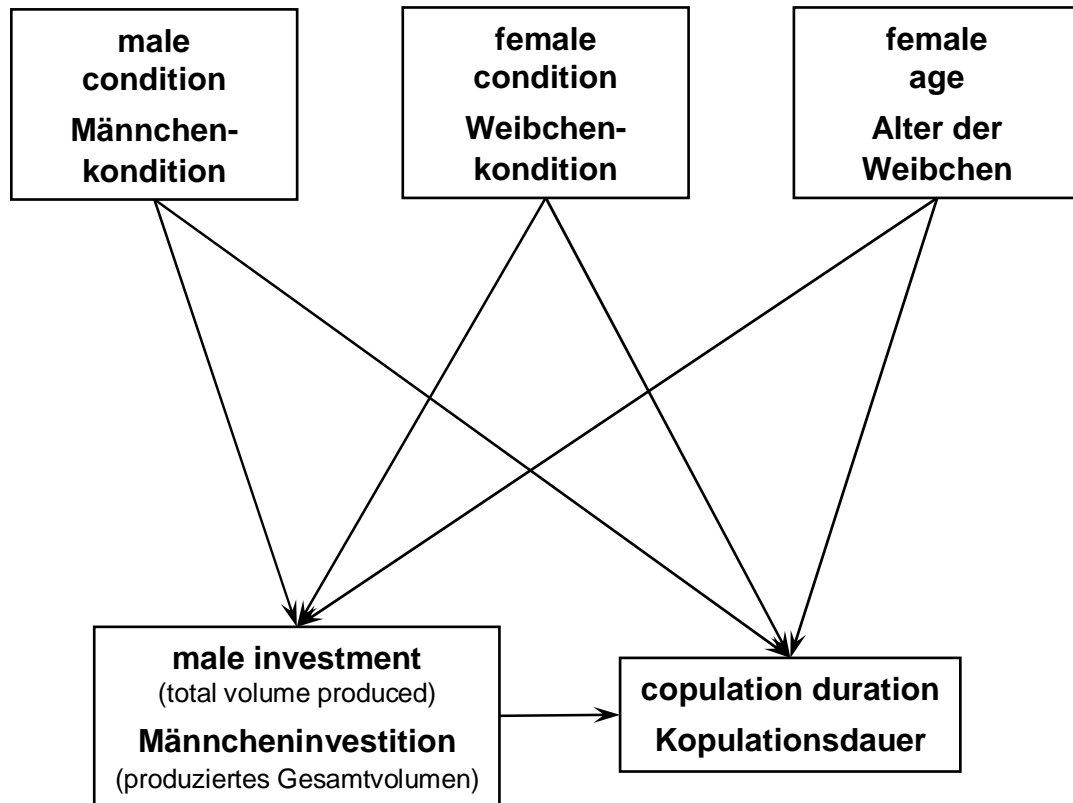 male
condition
Männchen-
kondition
female
condition
Weibchen-
kondition
female
age
Alter der
Weibchen
male investment
(total volume produced)
Männcheninvestition
(produziertes Gesamtvolumen)
copulation duration
Kopulationsdauer